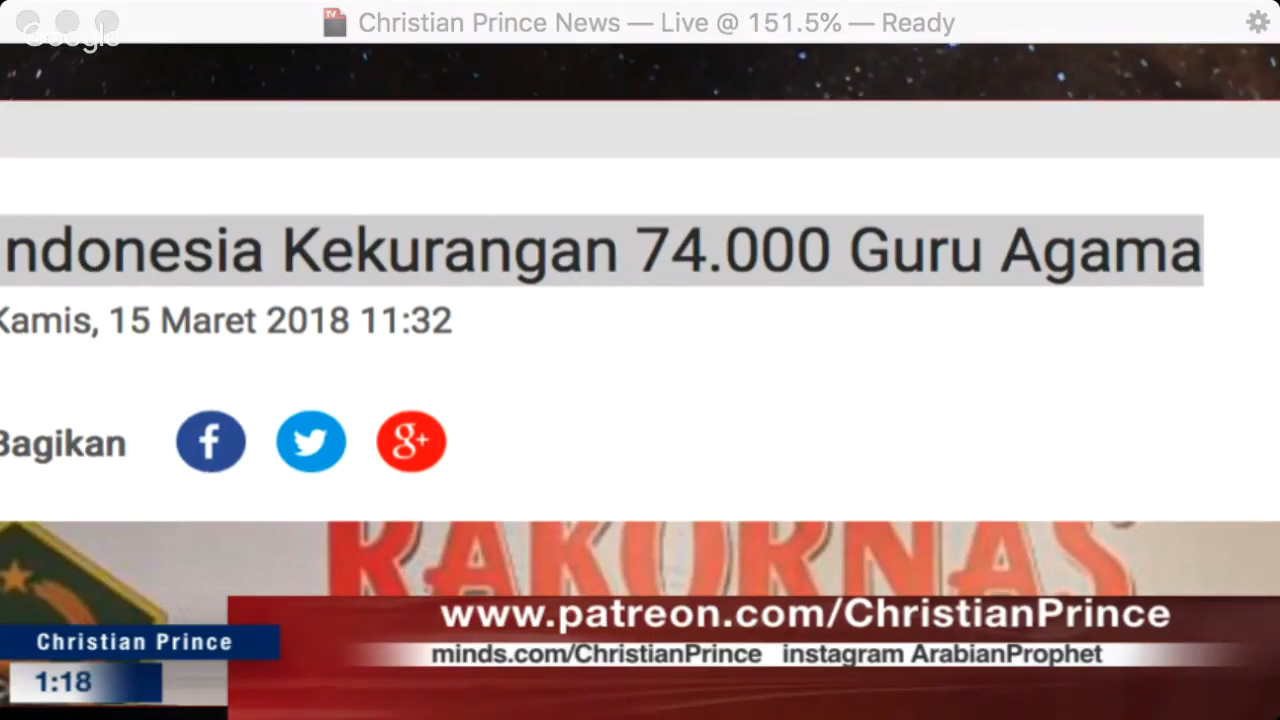 Christian Prince News — Live @ 151.5% — Ready
Google
ndonesia Kekurangan 74.000 Guru Agama
Kamis, 15 Maret 2018 11:32
Bagikan
RAKORNAS
www.patreon.com/ChristianPrince
Christian Prince
minds.com/ChristianPrince instagram ArabianProphet
1:18